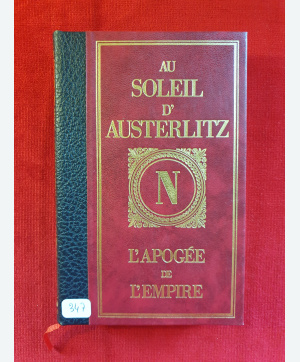 AU
SOLEIL
D'
AUSTERLITZ
N
L'APOGÉE
DE
L'EMPIRE
347